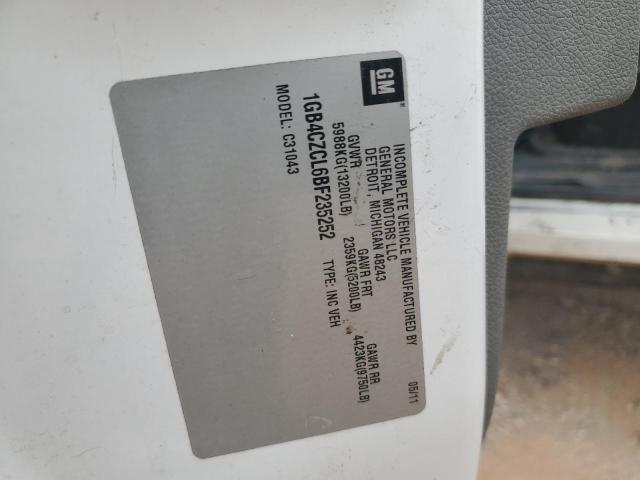 GM
INCOMPLETE VEHICLE MANUFACTURED BY
GENERAL MOTORS LLC
DETROIT, MICHIGAN 48243
05/11
GVWR GAWR FRT GAWR RR
5988KG(13200LB) 2359KG(5200LB) 4423KG(9750LB)
1GB4CZCL6BF235252 TYPE: INC VEH
MODEL: C31043